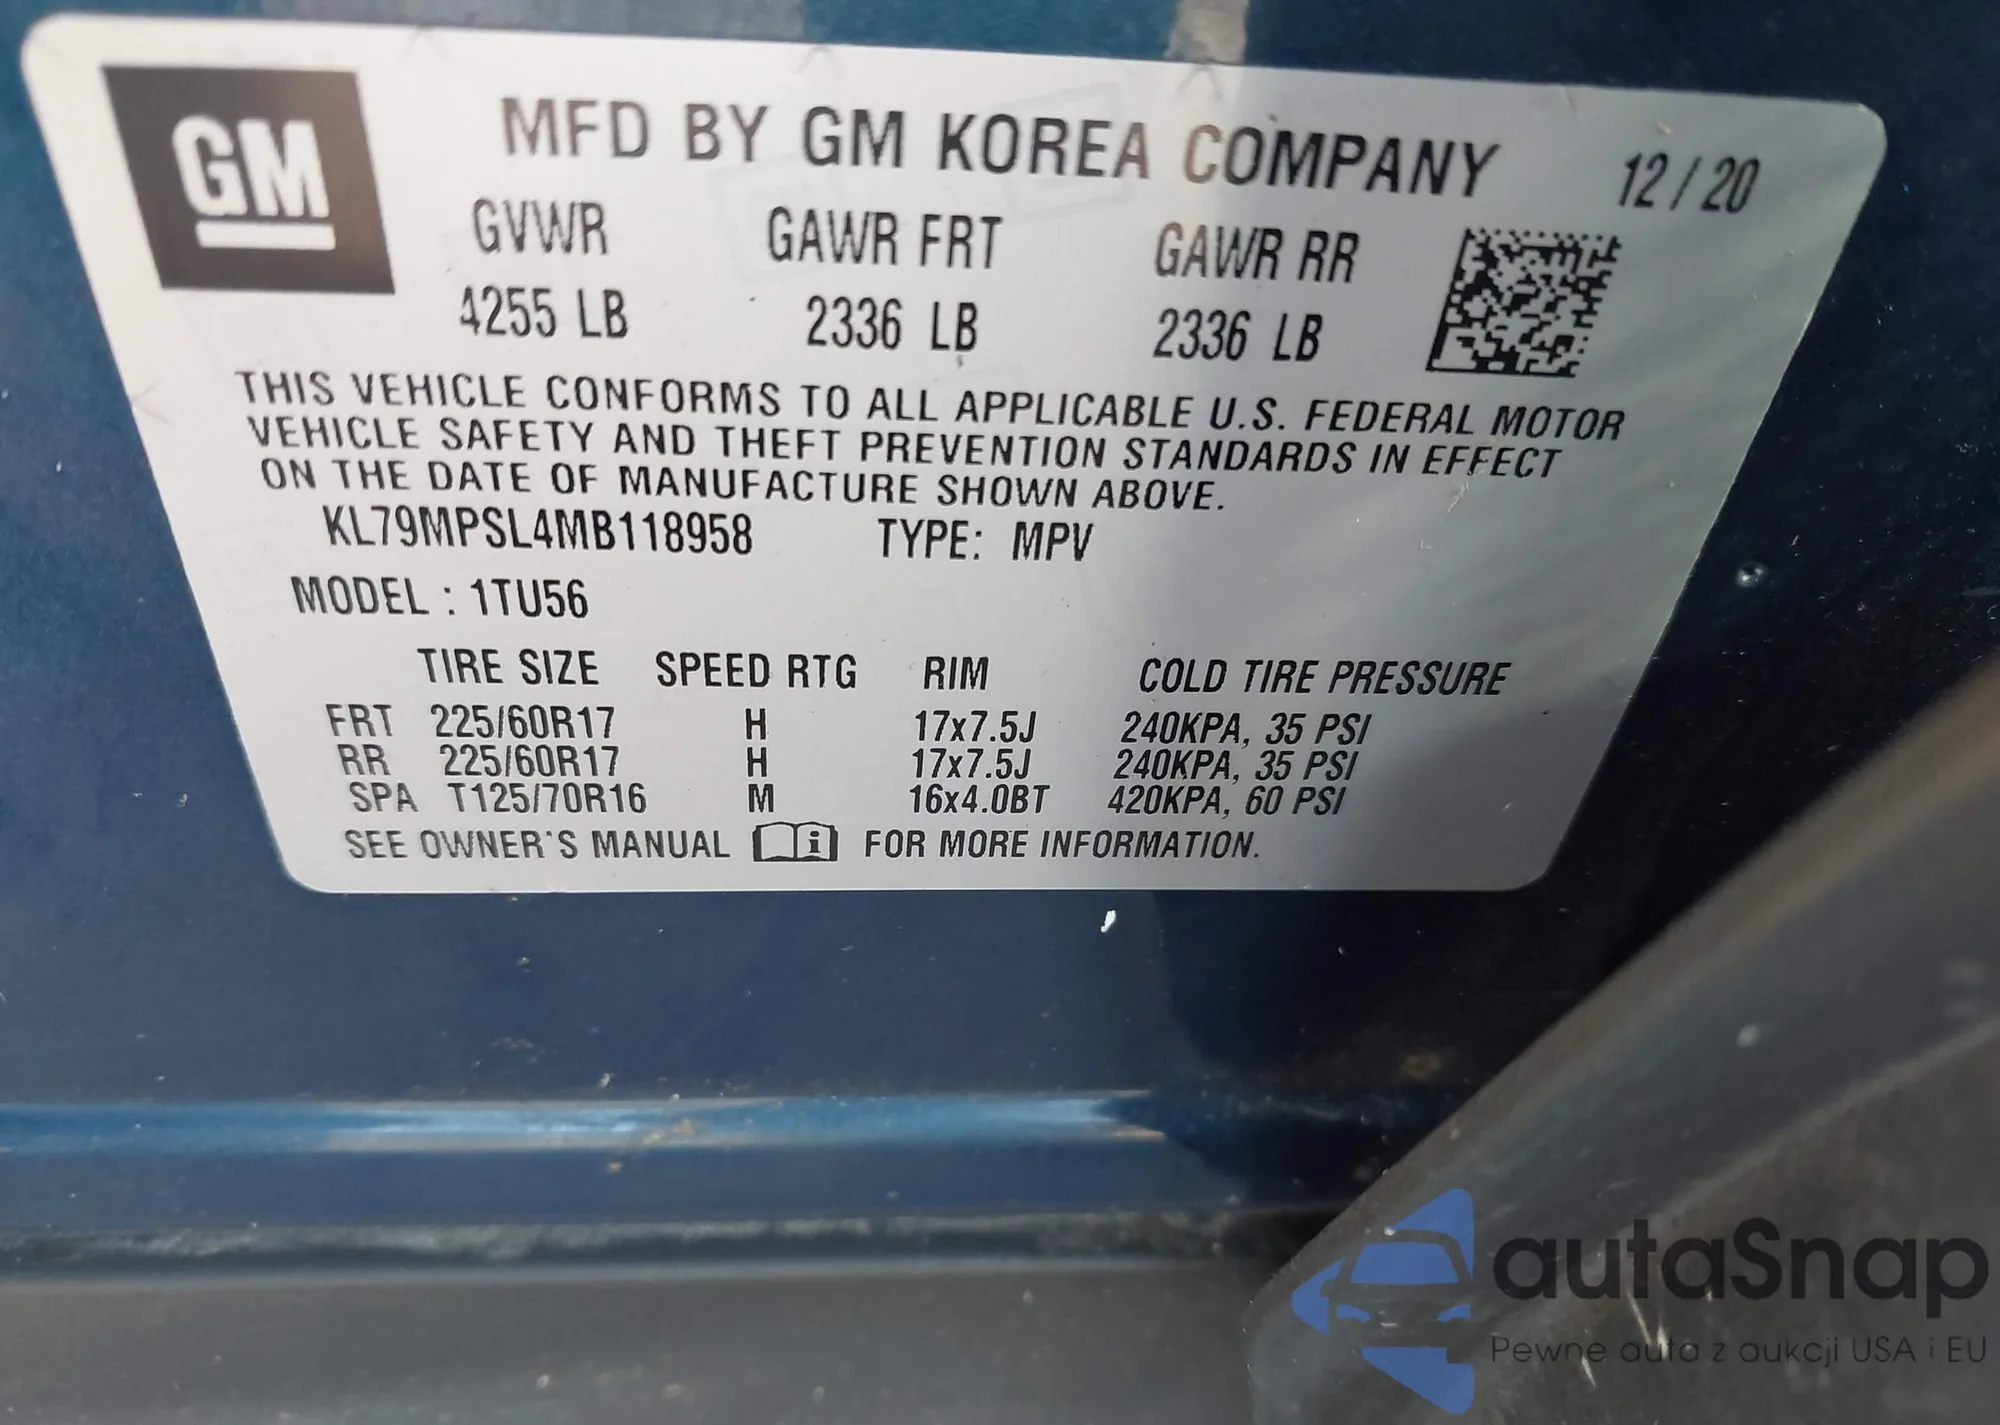 GM
MFD BY GM KOREA COMPANY 12 / 20
GVWR GAWR FRT GAWR RR
4255 LB 2336 LB 2336 LB
THIS VEHICLE CONFORMS TO ALL APPLICABLE U.S. FEDERAL MOTOR
VEHICLE SAFETY AND THEFT PREVENTION STANDARDS IN EFFECT
ON THE DATE OF MANUFACTURE SHOWN ABOVE.
KL79MPSL4MB118958 TYPE: MPV
MODEL : 1TU56
TIRE SIZE SPEED RTG RIM COLD TIRE PRESSURE
FRT 225/60R17 H 17x7.5J 240KPA, 35 PSI
RR 225/60R17 H 17x7.5J 240KPA, 35 PSI
SPA T125/70R16 M 16x4.0BT 420KPA, 60 PSI
SEE OWNER'S MANUAL FOR MORE INFORMATION.
autaSnap
Pewne auta z aukcji USA i EU